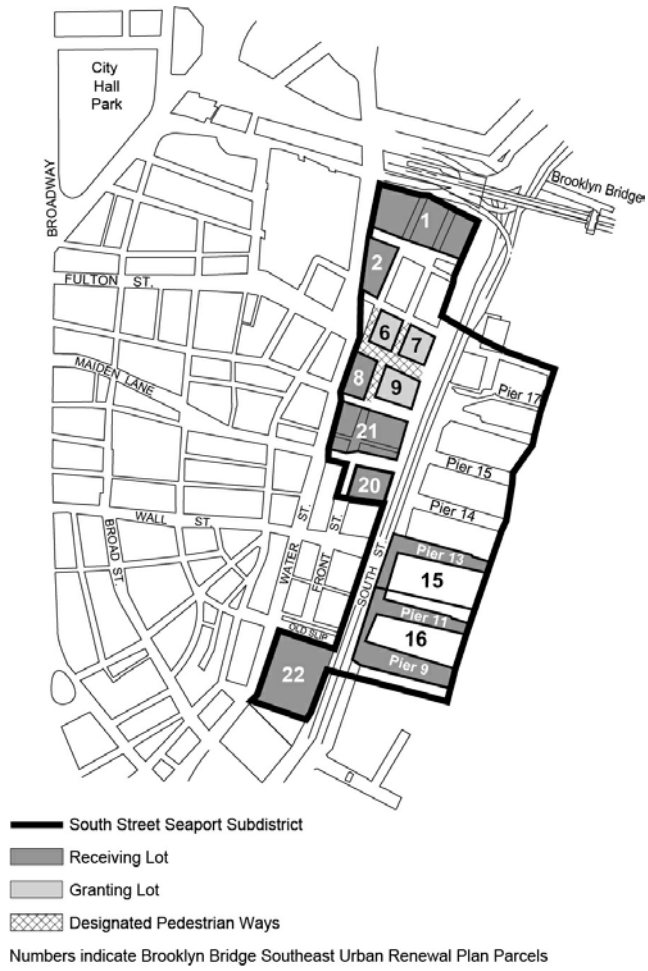 City
Hall
Park
BROADWAY
Brooklyn Bridge
1
2
FULTON ST.
6
7
MAIDEN LANE
8
9
Pier 17
21
Pier 15
20
Pier 14
WALL ST.
BROAD ST.
WATER ST.
FRONT ST.
SOUTH ST.
Pier 13
15
Pier 11
16
OLD SLIP
Pier 9
22
South Street Seaport Subdistrict
Receiving Lot
Granting Lot
Designated Pedestrian Ways
Numbers indicate Brooklyn Bridge Southeast Urban Renewal Plan Parcels